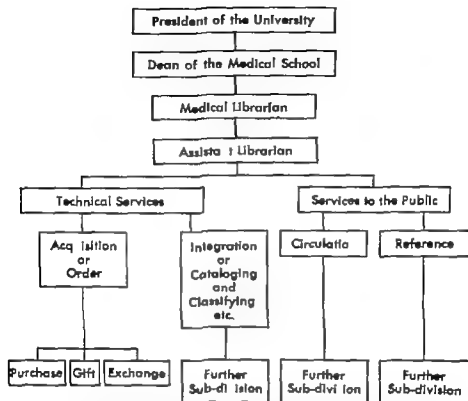 President of the University
Dean of the Medical School
Medical Librarian
Assista t Librarian
Technical Services
Services to the Public
Acq isition
or
Order
Integration
or
Cataloging
and
Classifying
etc.
Circulatio
Reference
Purchase
Gift
Exchange
Further
Sub-di ision
Further
Sub-divi ion
Further
Sub-division